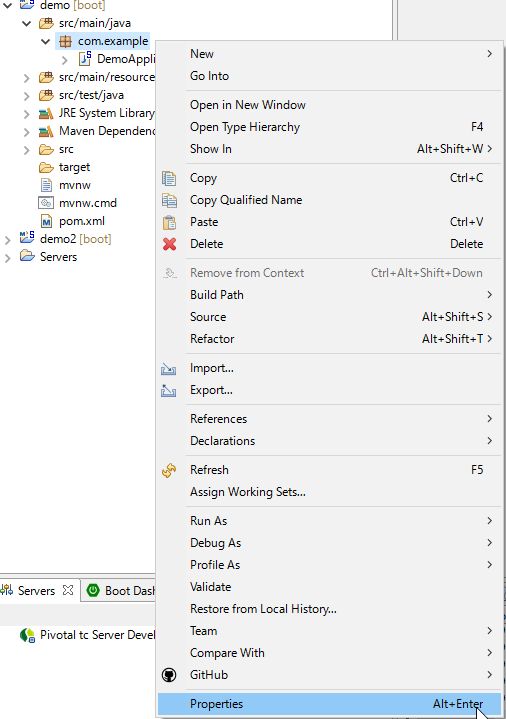 demo [boot]
src/main/java
com.example
DemoAppli
src/main/resource
src/test/java
JRE System Library
Maven Dependenc
src
target
mvnw
mvnw.cmd
pom.xml
demo2 [boot]
Servers
New
Go Into
Open in New Window
Open Type Hierarchy F4
Show In Alt+Shift+W
Copy Ctrl+C
Copy Qualified Name
Paste Ctrl+V
Delete Delete
Remove from Context Ctrl+Alt+Shift+Down
Build Path
Source Alt+Shift+S
Refactor Alt+Shift+T
Import...
Export...
References
Declarations
Refresh F5
Assign Working Sets...
Run As
Debug As
Profile As
Validate
Restore from Local History...
Team
Compare With
GitHub
Properties Alt+Enter
Servers Boot Dash
Pivotal tc Server Devel